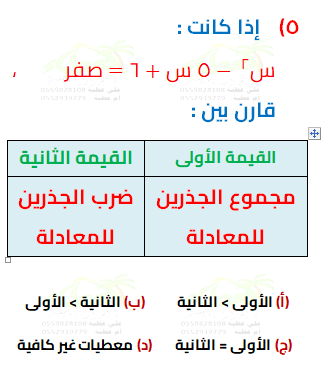 ٥) إذا كانت :
س٢ – ٥ س + ٦ = صفر ،
قارن بين :
القيمة الأولى القيمة الثانية
مجموع الجذرين للمعادلة ضرب الجذرين للمعادلة
(أ) الأولى > الثانية (ب) الثانية > الأولى
(ج) الأولى = الثانية (د) معطيات غير كافية